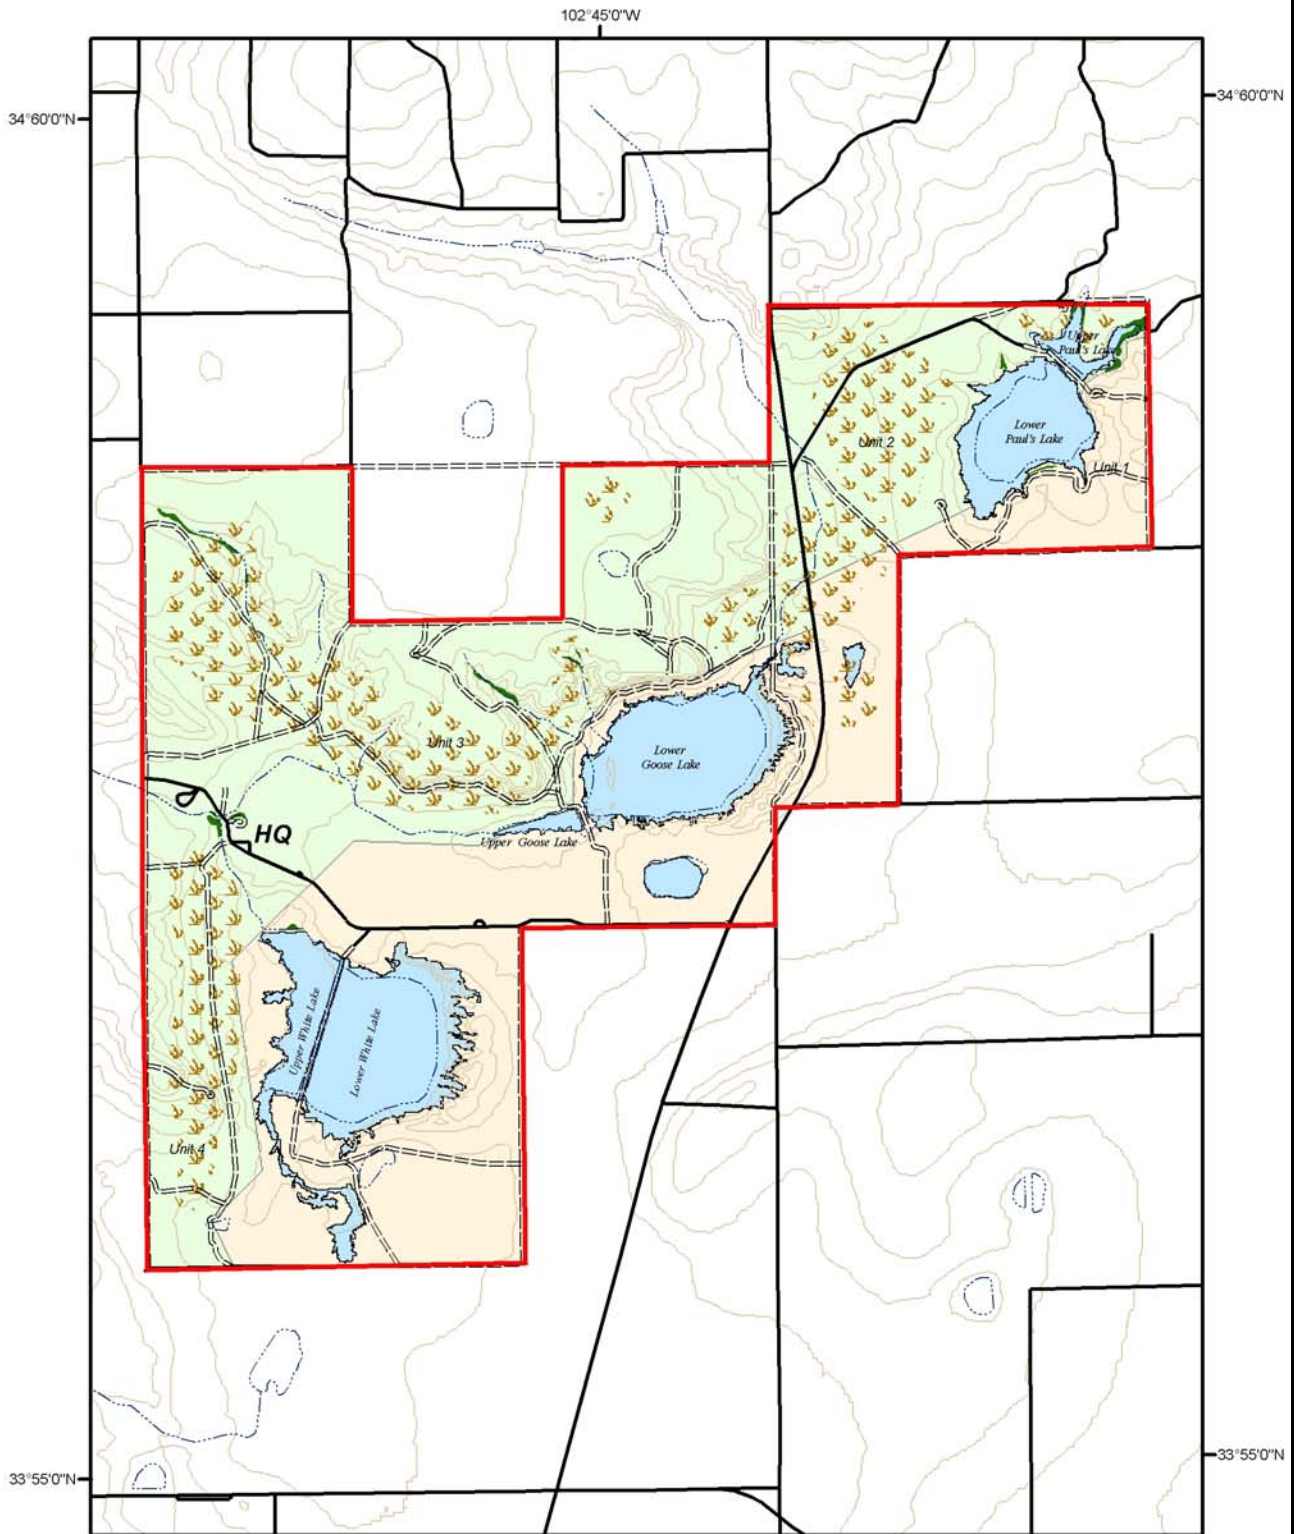 102°45'0"W
34°60'0"N
34°60'0"N
Upper
Paul's Lake
Lower
Paul's Lake
Unit 2
Unit 1
Unit 3
Lower
Goose Lake
HQ
Upper Goose Lake
Upper White Lake
Lower White Lake
Unit 4
33°55'0"N
33°55'0"N